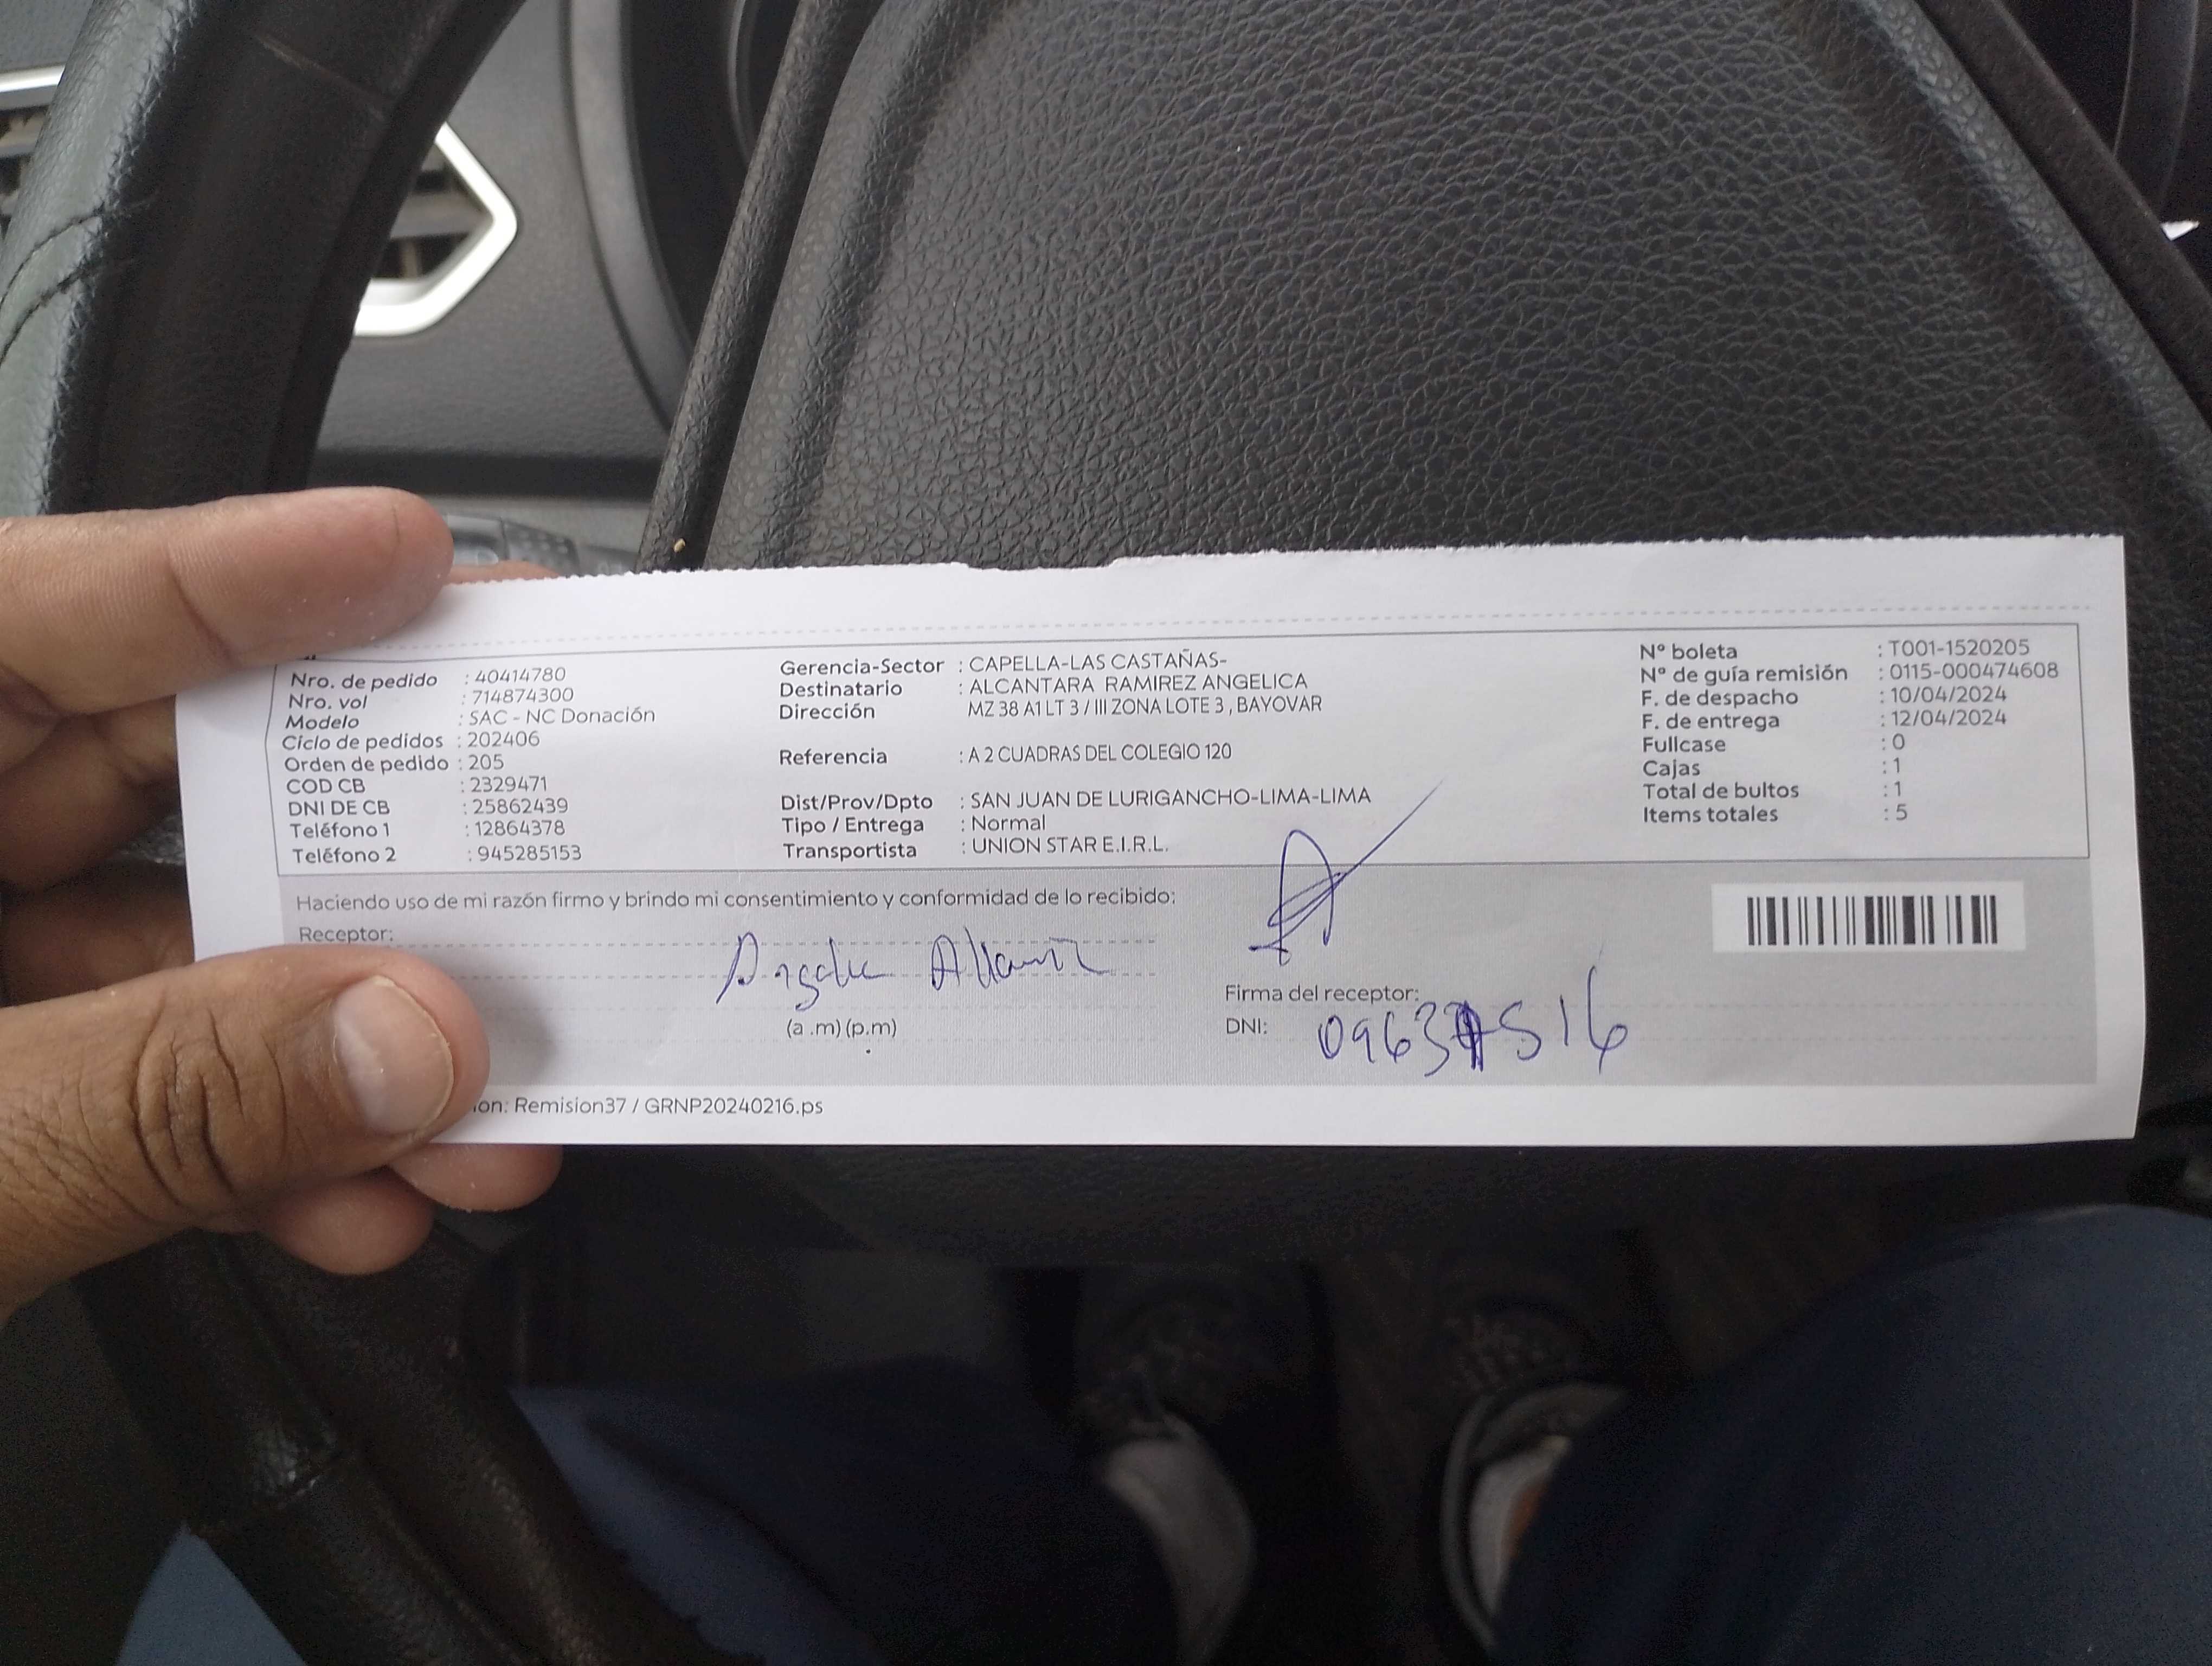 Nro. de pedido : 40414780
Nro. vol : 714874300
Modelo : SAC - NC Donación
Ciclo de pedidos : 202406
Orden de pedido : 205
COD CB : 2329471
DNI DE CB : 25862439
Teléfono 1 : 12864378
Teléfono 2 : 945285153
Gerencia-Sector : CAPELLA-LAS CASTAÑAS-
Destinatario : ALCANTARA RAMIREZ ANGELICA
Dirección MZ 38 A1 LT 3 / III ZONA LOTE 3 , BAYOVAR
Referencia : A 2 CUADRAS DEL COLEGIO 120
Dist/Prov/Dpto : SAN JUAN DE LURIGANCHO-LIMA-LIMA
Tipo / Entrega : Normal
Transportista : UNION STAR E.I.R.L.
Nº boleta : T001-1520205
Nº de guía remisión : 0115-000474608
F. de despacho : 10/04/2024
F. de entrega : 12/04/2024
Fullcase : 0
Cajas : 1
Total de bultos : 1
Items totales : 5
Haciendo uso de mi razón firmo y brindo mi consentimiento y conformidad de lo recibido:
Receptor:
(a .m) (p.m)
Firma del receptor:
DNI:
ion: Remision37 / GRNP20240216.ps